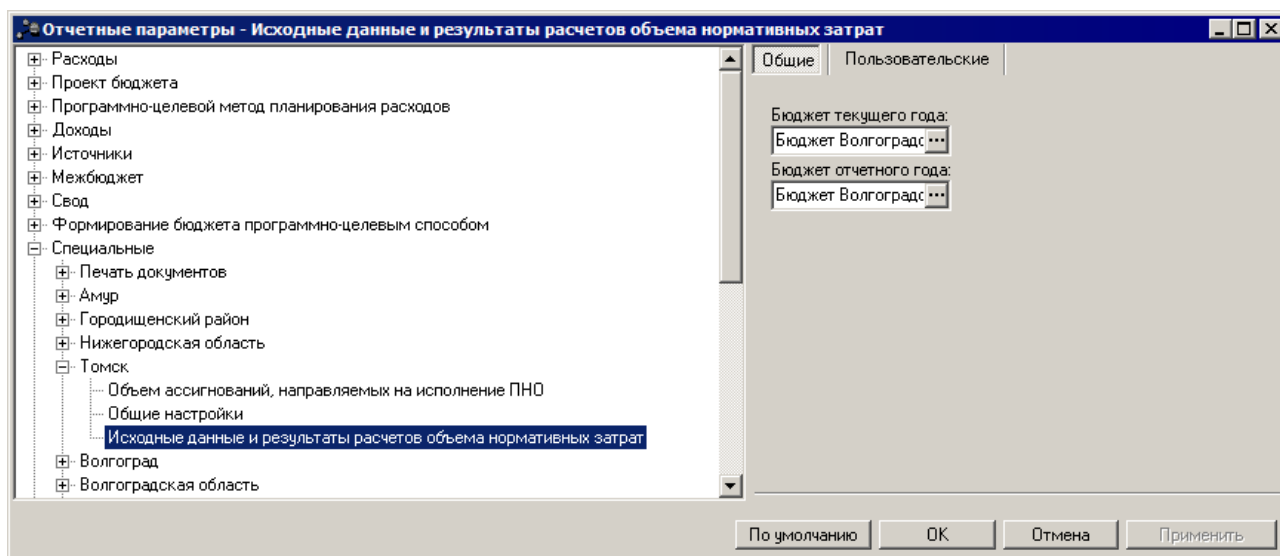 Отчетные параметры - Исходные данные и результаты расчетов объема нормативных затрат
Расходы
Проект бюджета
Программно-целевой метод планирования расходов
Доходы
Источники
Межбюджет
Свод
Формирование бюджета программно-целевым способом
Специальные
Печать документов
Амур
Городищенский район
Нижегородская область
Томск
Объем ассигнований, направляемых на исполнение ПНО
Общие настройки
Исходные данные и результаты расчетов объема нормативных затрат
Волгоград
Волгоградская область
Общие Пользовательские
Бюджет текущего года:
Бюджет Волгоградс ...
Бюджет отчетного года:
Бюджет Волгоградс ...
По умолчанию OK Отмена Применить